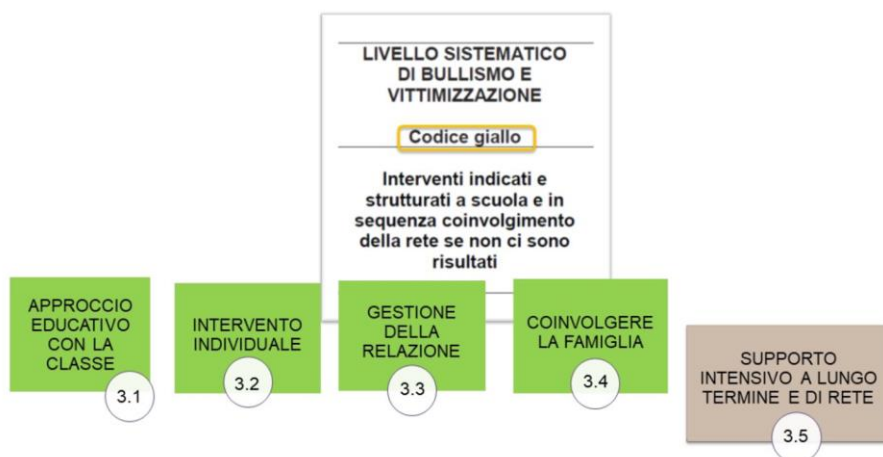 LIVELLO SISTEMATICO
DI BULLISMO E
VITTIMIZZAZIONE
Codice giallo
Interventi indicati e
strutturati a scuola e in
sequenza coinvolgimento
della rete se non ci sono
risultati
APPROCCIO
EDUCATIVO
CON LA
CLASSE
3.1
INTERVENTO
INDIVIDUALE
3.2
GESTIONE
DELLA
RELAZIONE
3.3
COINVOLGERE
LA FAMIGLIA
3.4
SUPPORTO
INTENSIVO A LUNGO
TERMINE E DI RETE
3.5